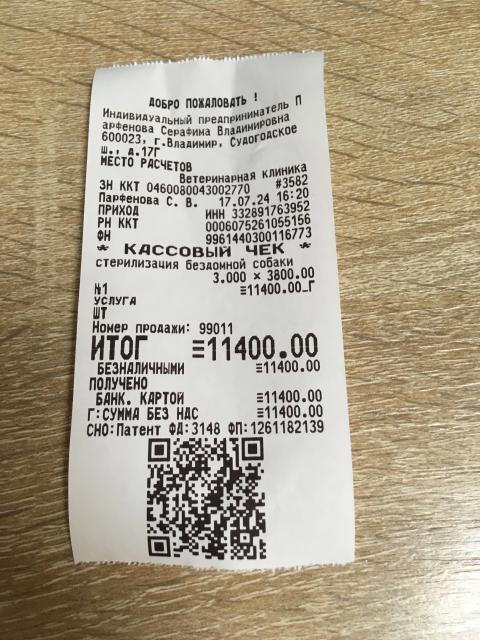 ДОБРО ПОЖАЛОВАТЬ !
Индивидуальный предприниматель П
арфенова Серафима Владимировна
600023, г.Владимир, Судогодское
ш., д.17Г
МЕСТО РАСЧЕТОВ
Ветеринарная клиника
ЗН ККТ 0460080043002770 #3582
Парфенова С. В. 17.07.24 16:20
ПРИХОД ИНН 332891763952
РН ККТ 0006075261055156
ФН 9961440300116773
* КАССОВЫЙ ЧЕК *
стерилизация бездомной собаки
3.000 × 3800.00
№1 ≡11400.00_Г
УСЛУГА
ШТ
Номер продажи: 99011
ИТОГ ≡11400.00
БЕЗНАЛИЧНЫМИ ≡11400.00
ПОЛУЧЕНО
БАНК. КАРТОЙ ≡11400.00
Г:СУММА БЕЗ НДС ≡11400.00
СНО:Патент ФД:3148 ФП:1261182139